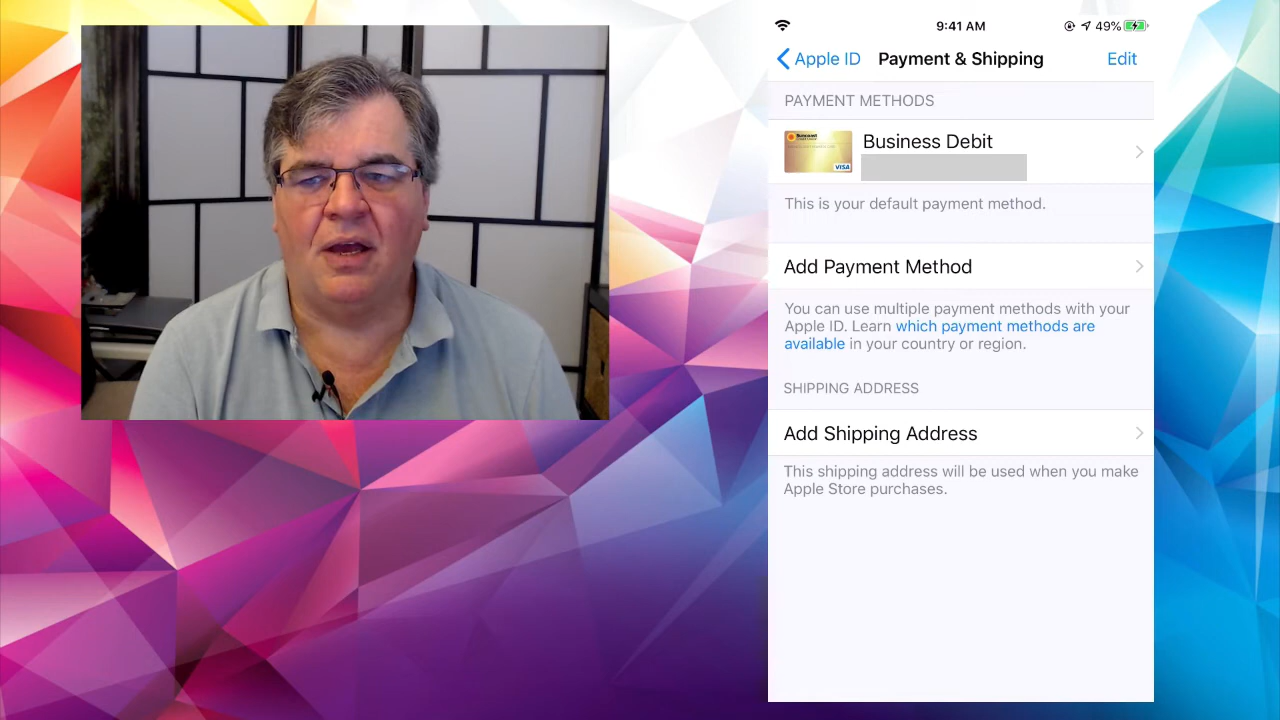 9:41 AM
49%
Apple ID
Payment & Shipping
Edit
PAYMENT METHODS
Business Debit
VISA
This is your default payment method.
Add Payment Method
You can use multiple payment methods with your
Apple ID. Learn which payment methods are
available in your country or region.
SHIPPING ADDRESS
Add Shipping Address
This shipping address will be used when you make
Apple Store purchases.